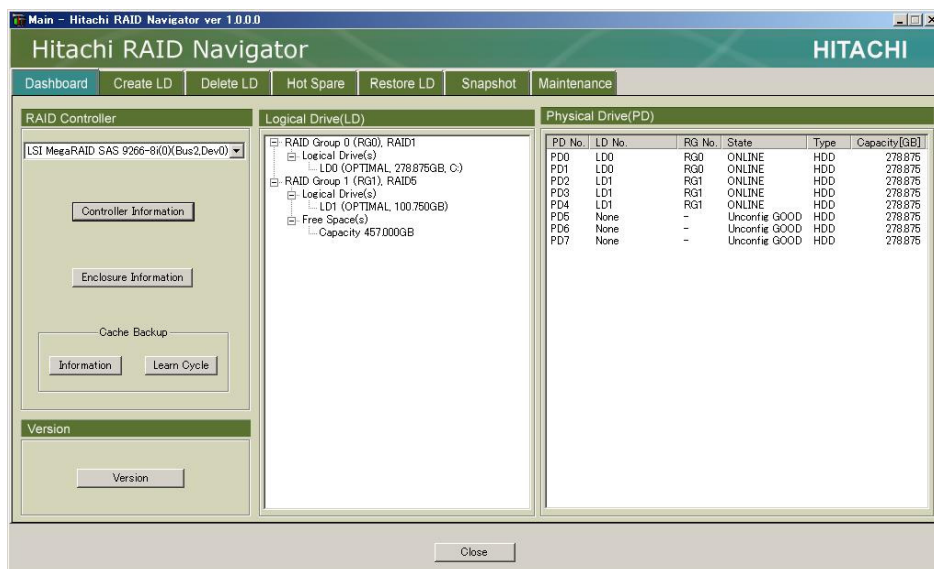 Main - Hitachi RAID Navigator ver 1.0.0.0
Hitachi RAID Navigator
HITACHI
Dashboard Create LD Delete LD Hot Spare Restore LD Snapshot Maintenance
RAID Controller
LSI MegaRAID SAS 9266-8i(0)(Bus2,Dev0)
Controller Information
Enclosure Information
Cache Backup
Information Learn Cycle
Version
Version
Logical Drive(LD)
RAID Group 0 (RG0), RAID1
Logical Drive(s)
LD0 (OPTIMAL, 278.875GB, C:)
RAID Group 1 (RG1), RAID5
Logical Drive(s)
LD1 (OPTIMAL, 100.750GB)
Free Space(s)
Capacity 457.000GB
Physical Drive(PD)
PD No. LD No. RG No. State Type Capacity[GB]
PD0 LD0 RG0 ONLINE HDD 278.875
PD1 LD0 RG0 ONLINE HDD 278.875
PD2 LD1 RG1 ONLINE HDD 278.875
PD3 LD1 RG1 ONLINE HDD 278.875
PD4 LD1 RG1 ONLINE HDD 278.875
PD5 None - Unconfig GOOD HDD 278.875
PD6 None - Unconfig GOOD HDD 278.875
PD7 None - Unconfig GOOD HDD 278.875
Close